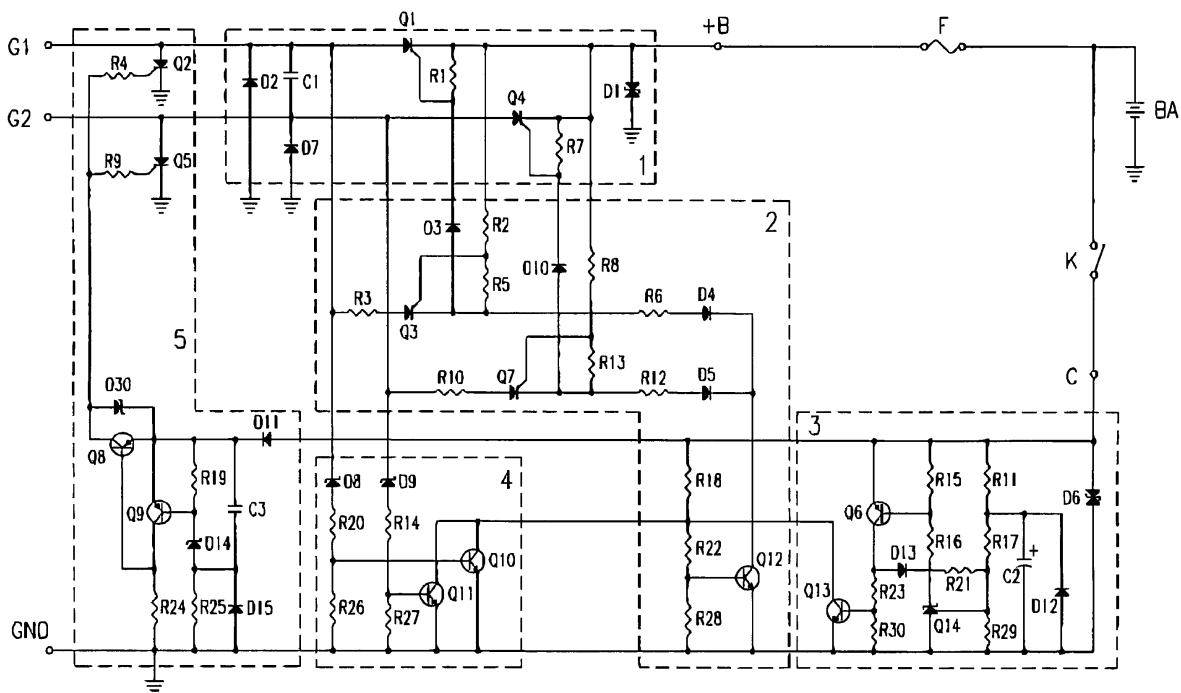 Q1
+B
F
G1
R4
Q2
D2
C1
R1
D1
BA
G2
Q4
R7
R9
Q5
D7
1
D3
R2
D10
R8
2
K
R5
R3
Q3
R6
D4
5
R13
C
R10
Q7
R12
D5
D30
D11
3
Q8
R19
D8
D9
4
R18
R15
R11
D6
Q9
C3
R20
R14
Q6
D14
Q10
R22
R16
R17
+
C2
Q12
D13
R21
Q11
Q13
R23
D12
R24
R25
D15
R26
R27
R28
R30
Q14
R29
GND